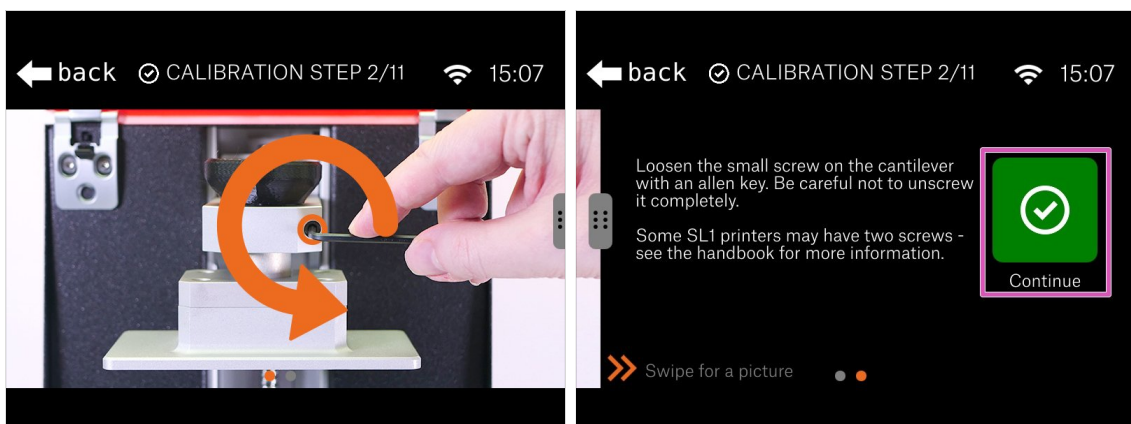 back CALIBRATION STEP 2/11 15:07
back CALIBRATION STEP 2/11 15:07
Loosen the small screw on the cantilever
with an allen key. Be careful not to unscrew
it completely.
Some SL1 printers may have two screws -
see the handbook for more information.
Continue
Swipe for a picture